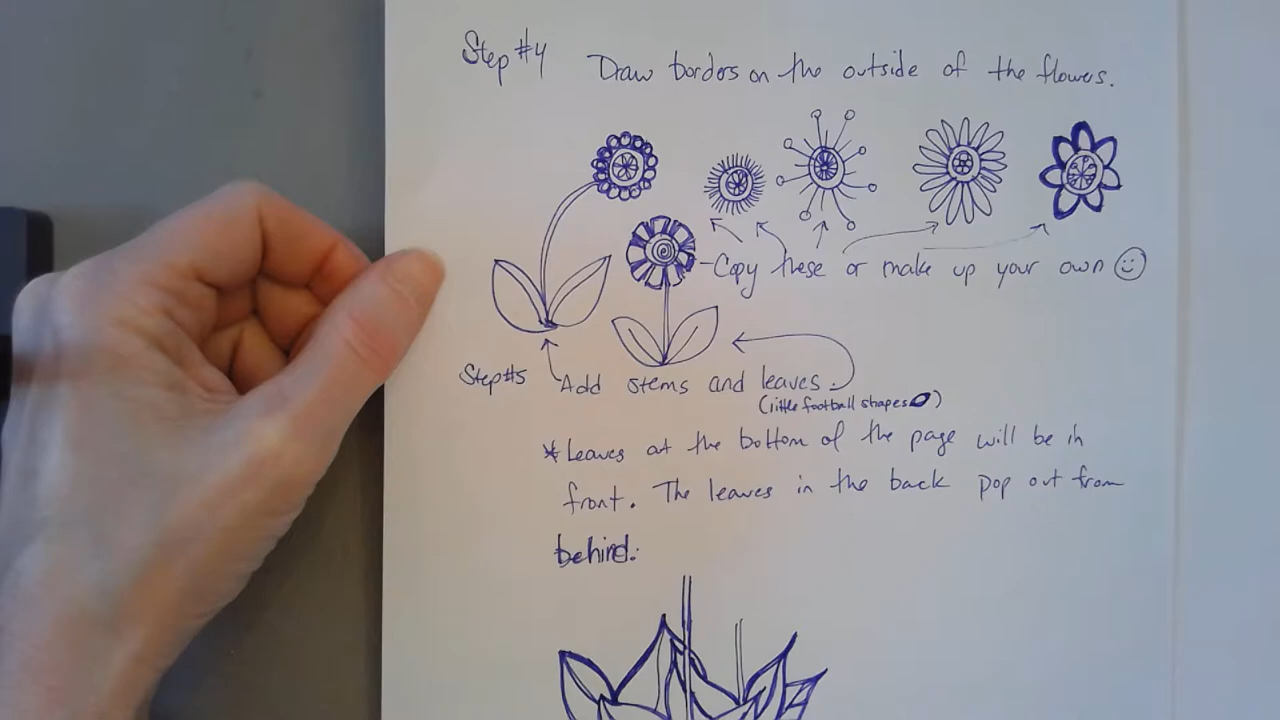 Step #4 Draw borders on the outside of the flowers.
Copy these or make up your own
Step #5 Add stems and leaves.
(little football shapes)
*Leaves at the bottom of the page will be in
front. The leaves in the back pop out from
behind.